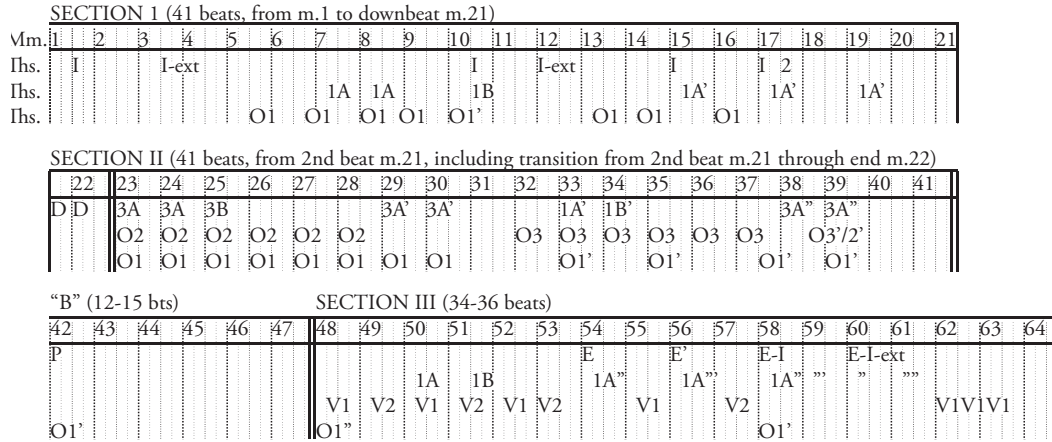 SECTION 1 (41 beats, from m.1 to downbeat m.21)
Mm. 1 2 3 4 5 6 7 8 9 10 11 12 13 14 15 16 17 18 19 20 21
Ths. I I-ext I I-ext I I 2
Ths. 1A 1A 1B 1A’ 1A’ 1A’
Ths. O1 O1 O1 O1 O1’ O1 O1 O1
SECTION II (41 beats, from 2nd beat m.21, including transition from 2nd beat m.21 through end m.22)
22 23 24 25 26 27 28 29 30 31 32 33 34 35 36 37 38 39 40 41
D D 3A 3A 3B 3A’ 3A’ 1A’ 1B’ 3A” 3A”
O2 O2 O2 O2 O2 O2 O3 O3 O3 O3 O3 O3 O3’/2’
O1 O1 O1 O1 O1 O1 O1 O1 O1’ O1’ O1’ O1’
“B” (12-15 bts) SECTION III (34-36 beats)
42 43 44 45 46 47 48 49 50 51 52 53 54 55 56 57 58 59 60 61 62 63 64
P E E’ E-I E-I-ext
1A 1B 1A” 1A”’ 1A” ”’ ” ””
V1 V2 V1 V2 V1 V2 V1 V2 V1V1V1
O1’ O1” O1’